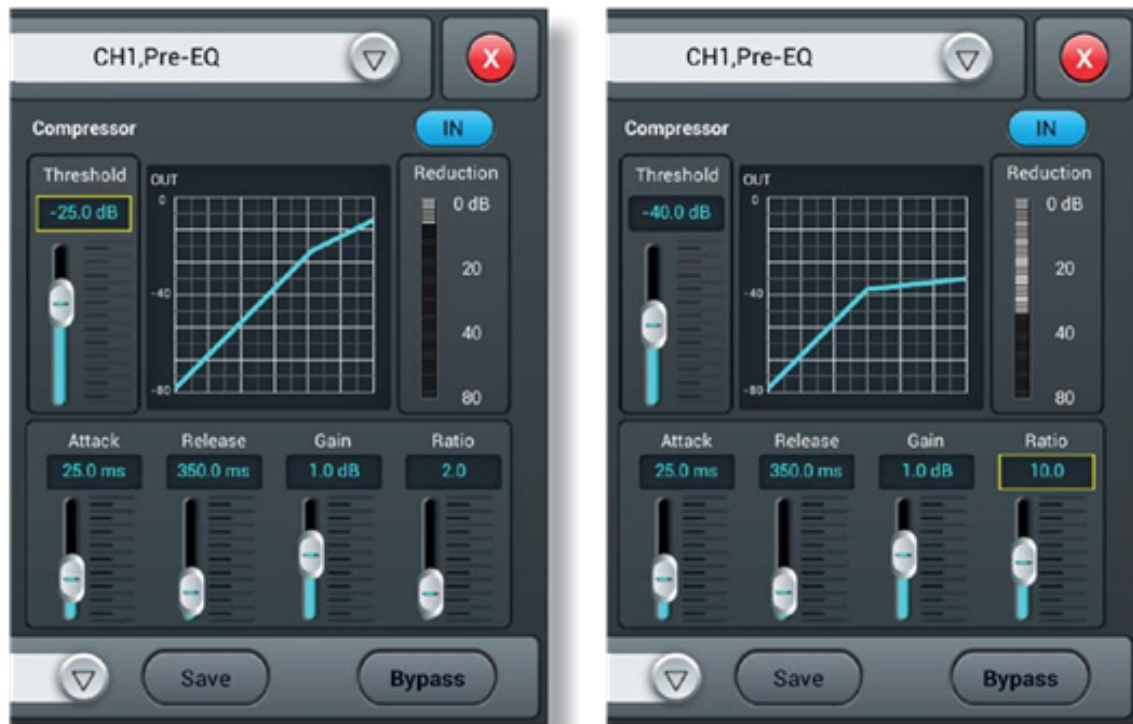 CH1,Pre-EQ
Compressor IN
Threshold OUT Reduction
-25.0 dB 0 0 dB
20
-40
40
-80 80
Attack Release Gain Ratio
25.0 ms 350.0 ms 1.0 dB 2.0
Save Bypass
CH1,Pre-EQ X
Compressor IN
Threshold OUT Reduction
-40.0 dB 0 0 dB
20
-40
40
-80 80
Attack Release Gain Ratio
25.0 ms 350.0 ms 1.0 dB 10.0
Save Bypass